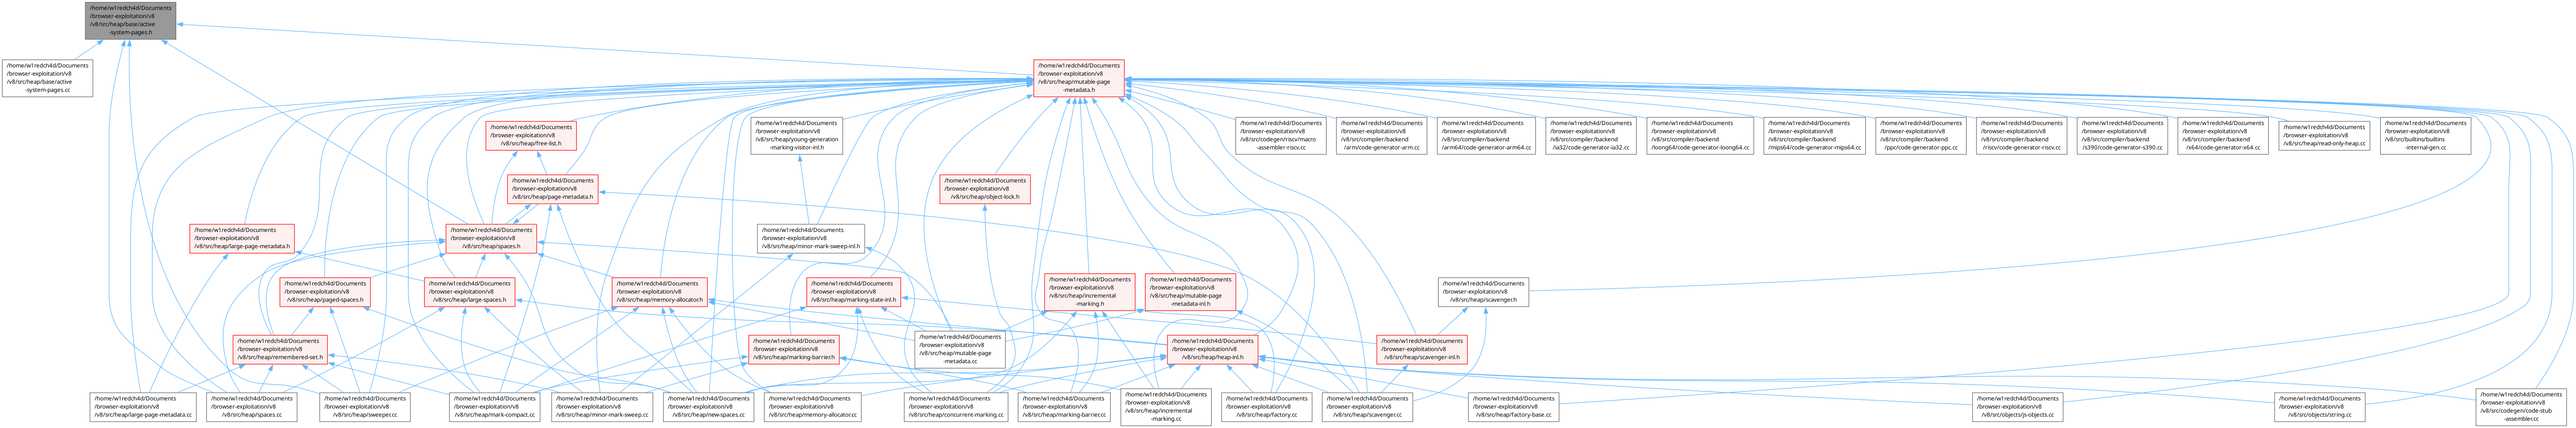 /home/w1redch4d/Documents
/browser-exploitation/v8
/v8/src/heap/base/active
-system-pages.h
/home/w1redch4d/Documents
/browser-exploitation/v8
/v8/src/heap/base/active
-system-pages.cc
/home/w1redch4d/Documents
/browser-exploitation/v8
/v8/src/heap/mutable-page
-metadata.h
/home/w1redch4d/Documents
/browser-exploitation/v8
/v8/src/heap/free-list.h
/home/w1redch4d/Documents
/browser-exploitation/v8
/v8/src/heap/young-generation
-marking-visitor-inl.h
/home/w1redch4d/Documents
/browser-exploitation/v8
/v8/src/codegen/riscv/macro
-assembler-riscv.cc
/home/w1redch4d/Documents
/browser-exploitation/v8
/v8/src/compiler/backend
/arm/code-generator-arm.cc
/home/w1redch4d/Documents
/browser-exploitation/v8
/v8/src/compiler/backend
/arm64/code-generator-arm64.cc
/home/w1redch4d/Documents
/browser-exploitation/v8
/v8/src/compiler/backend
/ia32/code-generator-ia32.cc
/home/w1redch4d/Documents
/browser-exploitation/v8
/v8/src/compiler/backend
/loong64/code-generator-loong64.cc
/home/w1redch4d/Documents
/browser-exploitation/v8
/v8/src/compiler/backend
/mips64/code-generator-mips64.cc
/home/w1redch4d/Documents
/browser-exploitation/v8
/v8/src/compiler/backend
/ppc/code-generator-ppc.cc
/home/w1redch4d/Documents
/browser-exploitation/v8
/v8/src/compiler/backend
/riscv/code-generator-riscv.cc
/home/w1redch4d/Documents
/browser-exploitation/v8
/v8/src/compiler/backend
/s390/code-generator-s390.cc
/home/w1redch4d/Documents
/browser-exploitation/v8
/v8/src/compiler/backend
/x64/code-generator-x64.cc
/home/w1redch4d/Documents
/browser-exploitation/v8
/v8/src/heap/read-only-heap.cc
/home/w1redch4d/Documents
/browser-exploitation/v8
/v8/src/builtins/builtins
-internal-gen.cc
/home/w1redch4d/Documents
/browser-exploitation/v8
/v8/src/heap/page-metadata.h
/home/w1redch4d/Documents
/browser-exploitation/v8
/v8/src/heap/object-lock.h
/home/w1redch4d/Documents
/browser-exploitation/v8
/v8/src/heap/large-page-metadata.h
/home/w1redch4d/Documents
/browser-exploitation/v8
/v8/src/heap/spaces.h
/home/w1redch4d/Documents
/browser-exploitation/v8
/v8/src/heap/minor-mark-sweep-inl.h
/home/w1redch4d/Documents
/browser-exploitation/v8
/v8/src/heap/paged-spaces.h
/home/w1redch4d/Documents
/browser-exploitation/v8
/v8/src/heap/large-spaces.h
/home/w1redch4d/Documents
/browser-exploitation/v8
/v8/src/heap/memory-allocator.h
/home/w1redch4d/Documents
/browser-exploitation/v8
/v8/src/heap/marking-state-inl.h
/home/w1redch4d/Documents
/browser-exploitation/v8
/v8/src/heap/incremental
-marking.h
/home/w1redch4d/Documents
/browser-exploitation/v8
/v8/src/heap/mutable-page
-metadata-inl.h
/home/w1redch4d/Documents
/browser-exploitation/v8
/v8/src/heap/scavenger.h
/home/w1redch4d/Documents
/browser-exploitation/v8
/v8/src/heap/remembered-set.h
/home/w1redch4d/Documents
/browser-exploitation/v8
/v8/src/heap/marking-barrier.h
/home/w1redch4d/Documents
/browser-exploitation/v8
/v8/src/heap/mutable-page
-metadata.cc
/home/w1redch4d/Documents
/browser-exploitation/v8
/v8/src/heap/heap-inl.h
/home/w1redch4d/Documents
/browser-exploitation/v8
/v8/src/heap/scavenger-inl.h
/home/w1redch4d/Documents
/browser-exploitation/v8
/v8/src/heap/large-page-metadata.cc
/home/w1redch4d/Documents
/browser-exploitation/v8
/v8/src/heap/spaces.cc
/home/w1redch4d/Documents
/browser-exploitation/v8
/v8/src/heap/sweeper.cc
/home/w1redch4d/Documents
/browser-exploitation/v8
/v8/src/heap/mark-compact.cc
/home/w1redch4d/Documents
/browser-exploitation/v8
/v8/src/heap/minor-mark-sweep.cc
/home/w1redch4d/Documents
/browser-exploitation/v8
/v8/src/heap/new-spaces.cc
/home/w1redch4d/Documents
/browser-exploitation/v8
/v8/src/heap/memory-allocator.cc
/home/w1redch4d/Documents
/browser-exploitation/v8
/v8/src/heap/concurrent-marking.cc
/home/w1redch4d/Documents
/browser-exploitation/v8
/v8/src/heap/marking-barrier.cc
/home/w1redch4d/Documents
/browser-exploitation/v8
/v8/src/heap/incremental
-marking.cc
/home/w1redch4d/Documents
/browser-exploitation/v8
/v8/src/heap/factory.cc
/home/w1redch4d/Documents
/browser-exploitation/v8
/v8/src/heap/scavenger.cc
/home/w1redch4d/Documents
/browser-exploitation/v8
/v8/src/heap/factory-base.cc
/home/w1redch4d/Documents
/browser-exploitation/v8
/v8/src/objects/js-objects.cc
/home/w1redch4d/Documents
/browser-exploitation/v8
/v8/src/objects/string.cc
/home/w1redch4d/Documents
/browser-exploitation/v8
/v8/src/codegen/code-stub
-assembler.cc